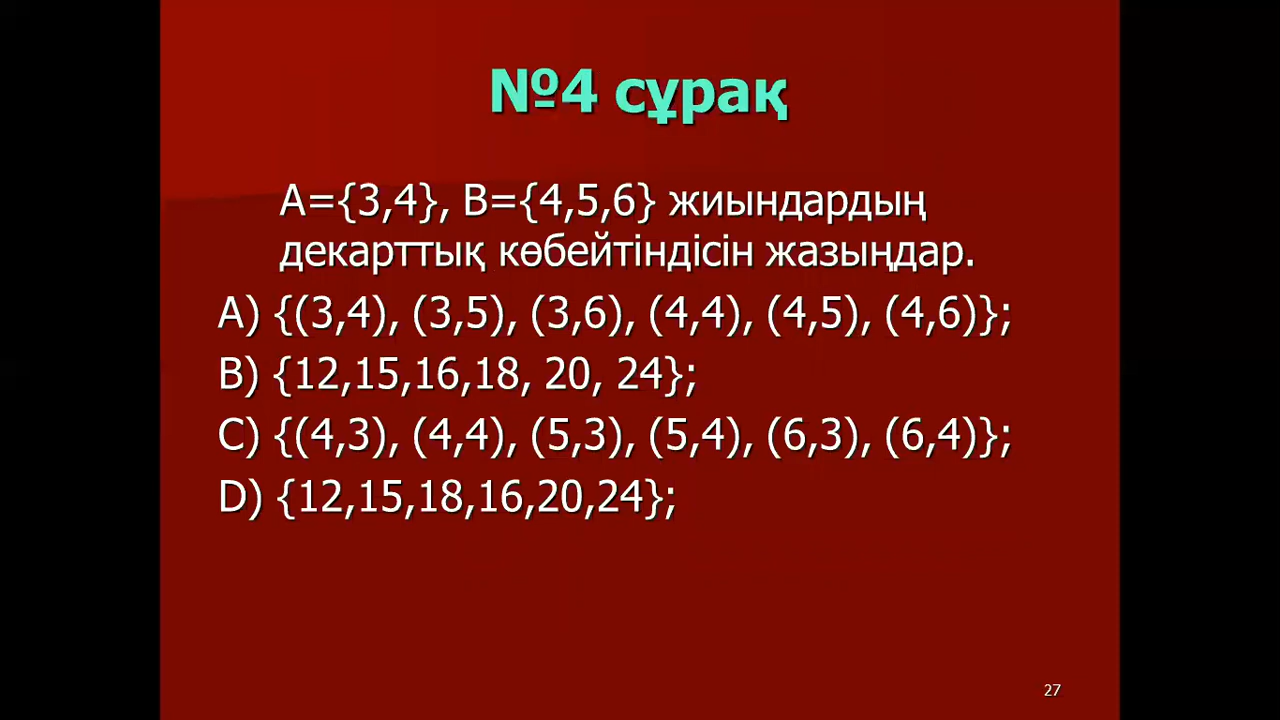 №4 сұрақ
А={3,4}, В={4,5,6} жиындардың
декарттық көбейтіндісін жазыңдар.
A) {(3,4), (3,5), (3,6), (4,4), (4,5), (4,6)};
B) {12,15,16,18, 20, 24};
C) {(4,3), (4,4), (5,3), (5,4), (6,3), (6,4)};
D) {12,15,18,16,20,24};
27